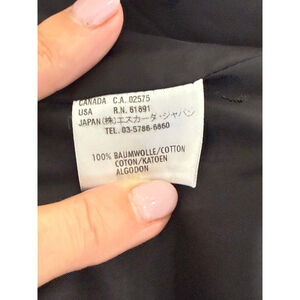 CANADA C.A. 02575
USA R.N. 61891
JAPAN (株)エスカーダ・ジャパン
TEL. 03-5786-6860
100% BAUMWOLLE/COTTON
COTON/KATOEN
ALGODON